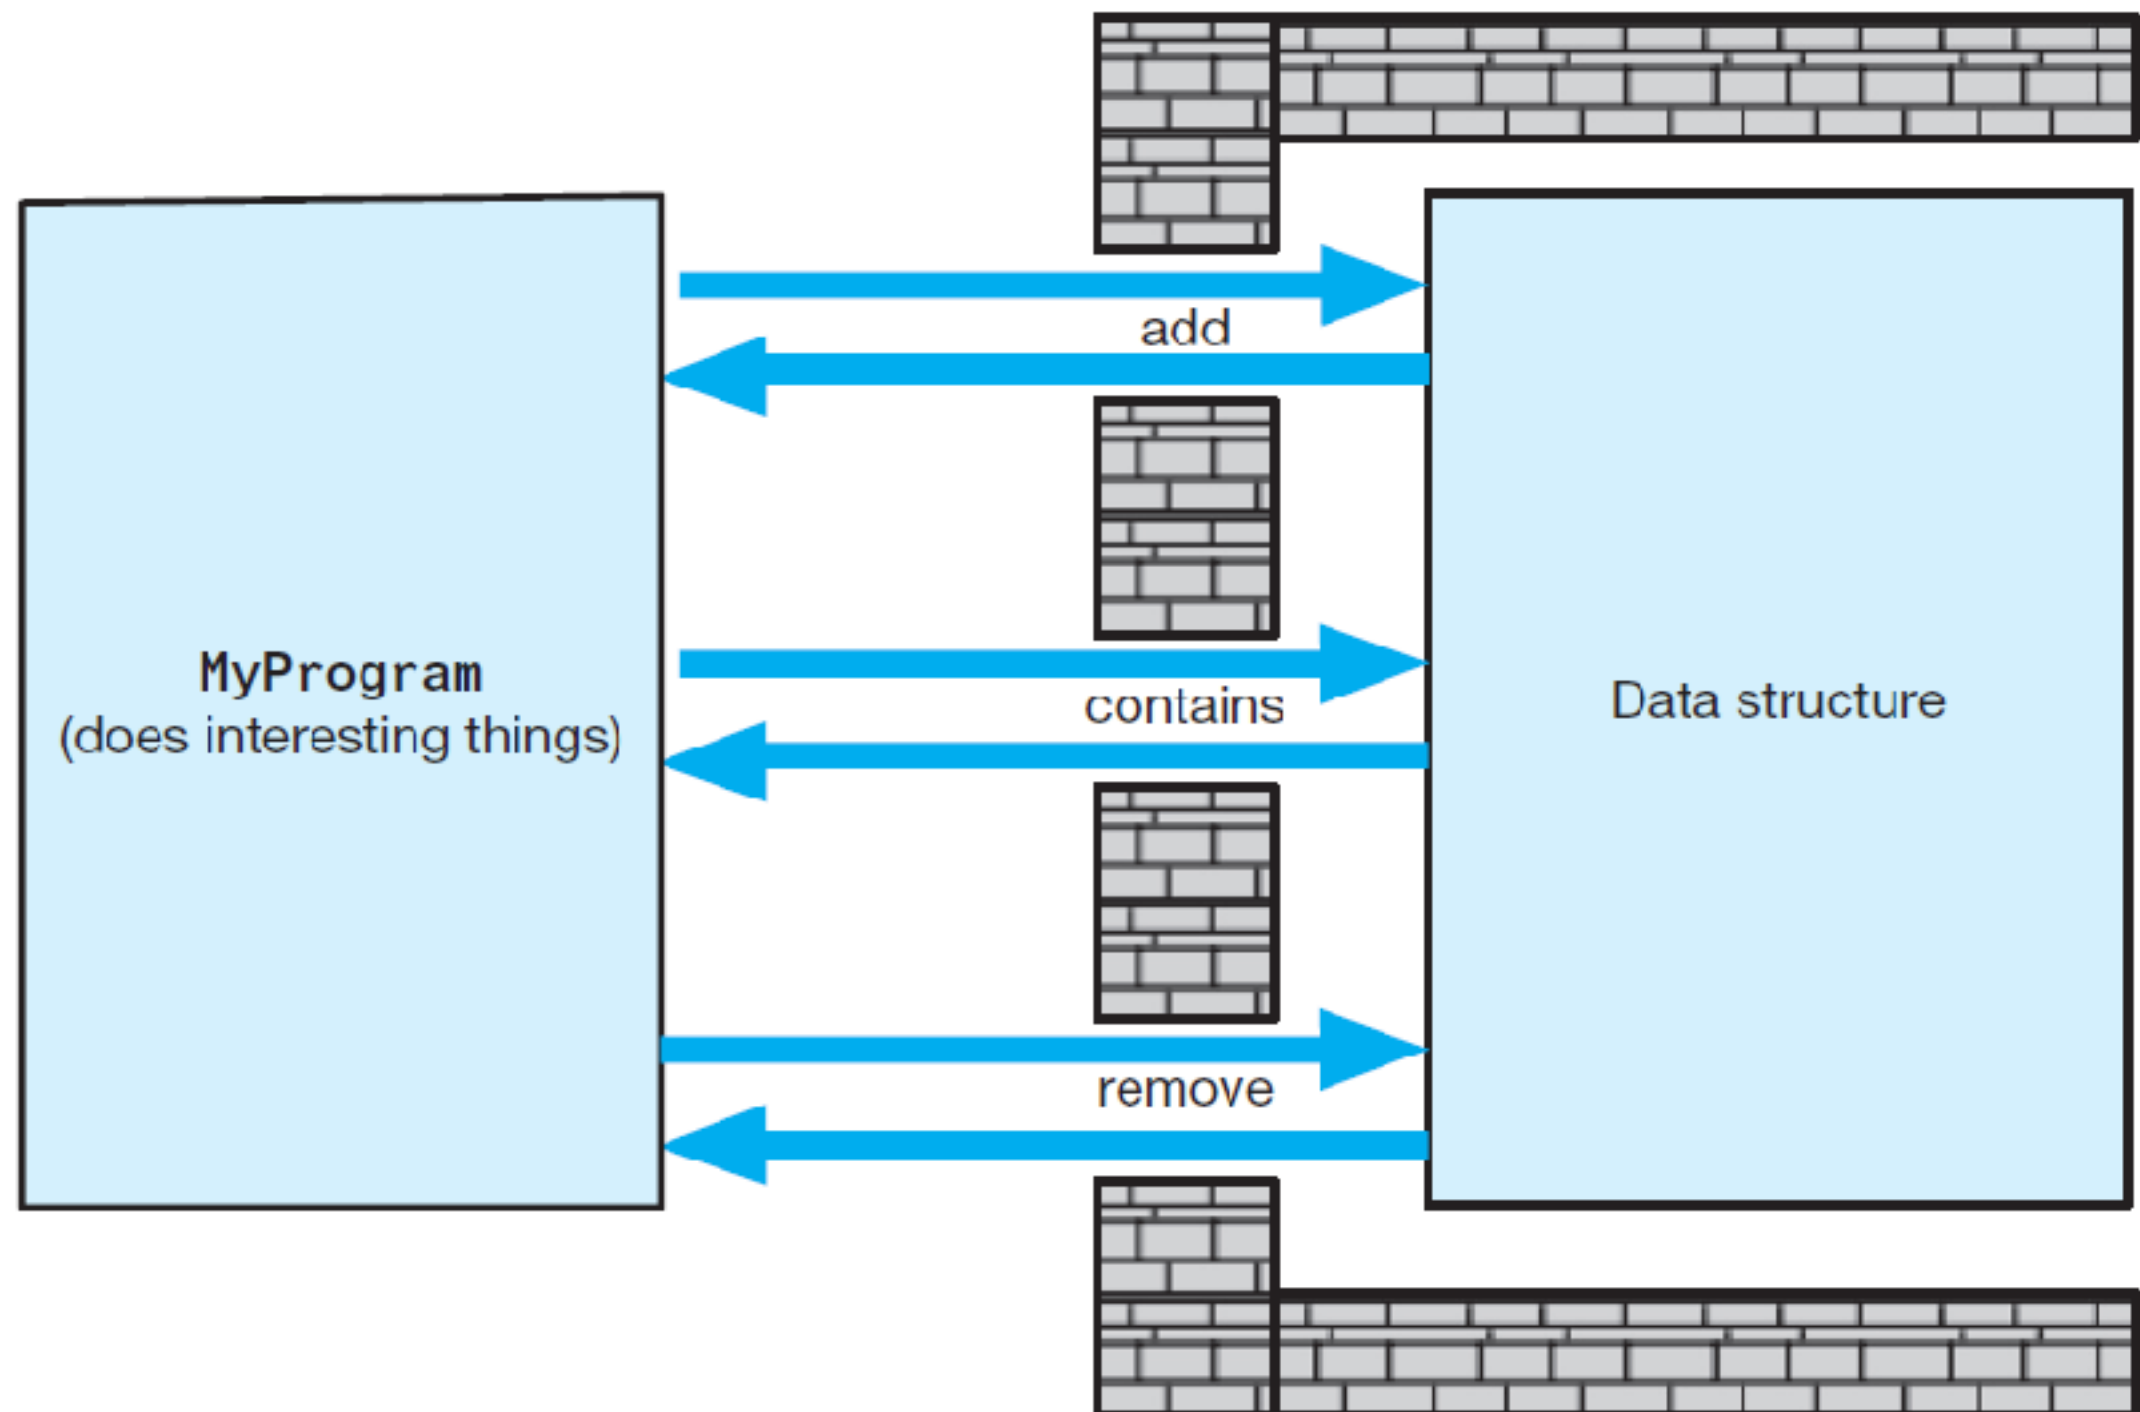 add
MyProgram
(does interesting things)
contains
Data structure
remove